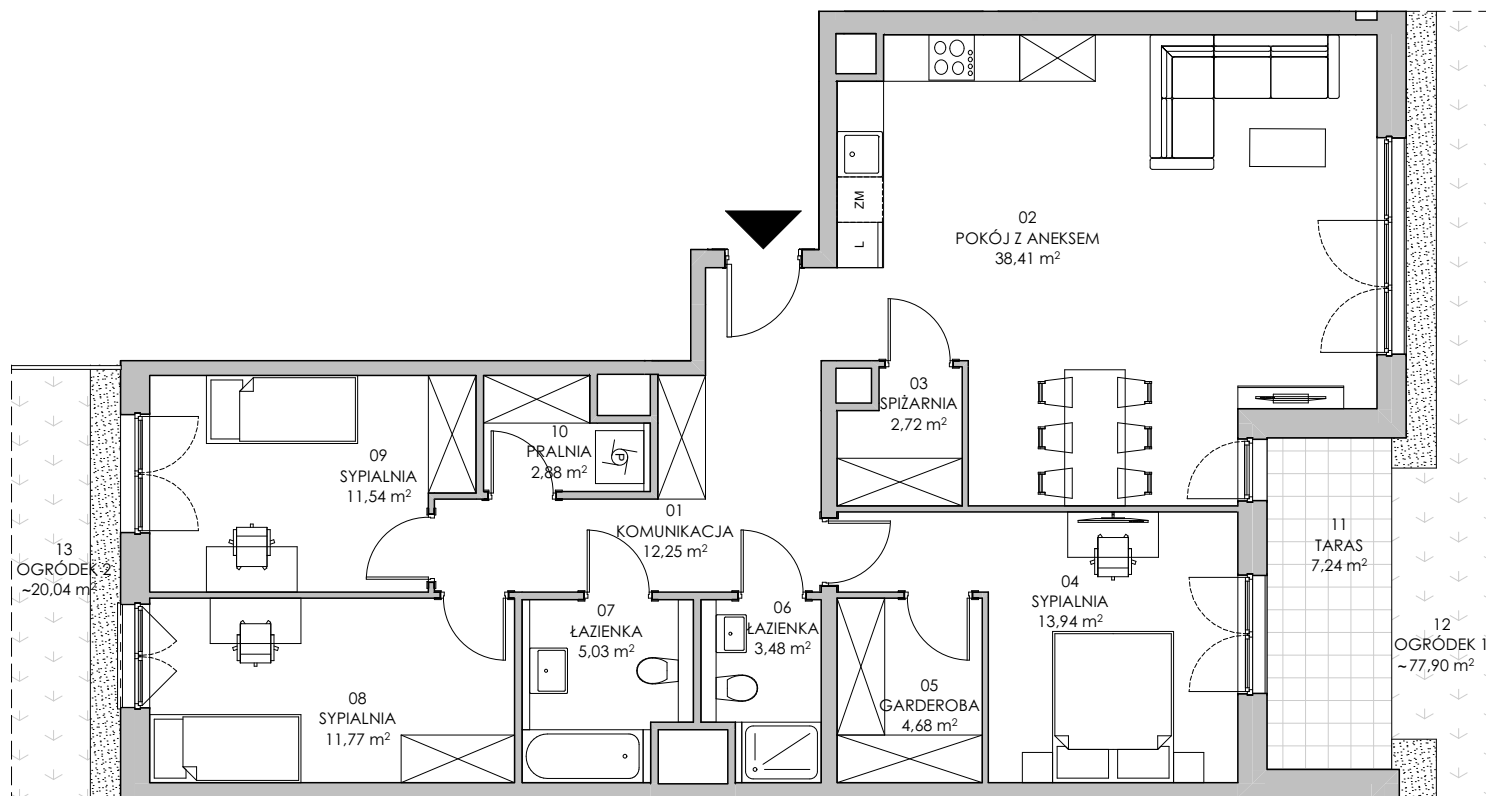 02
POKÓJ Z ANEKSEM
38,41 m²
ZM
L
03
SPIŻARNIA
2,72 m²
10
PRALNIA
2,88 m²
P
09
SYPIALNIA
11,54 m²
01
KOMUNIKACJA
12,25 m²
13
OGRÓDEK 2
~20,04 m²
11
TARAS
7,24 m²
04
SYPIALNIA
13,94 m²
07
ŁAZIENKA
5,03 m²
06
ŁAZIENKA
3,48 m²
12
OGRÓDEK 1
~77,90 m²
05
GARDEROBA
4,68 m²
08
SYPIALNIA
11,77 m²